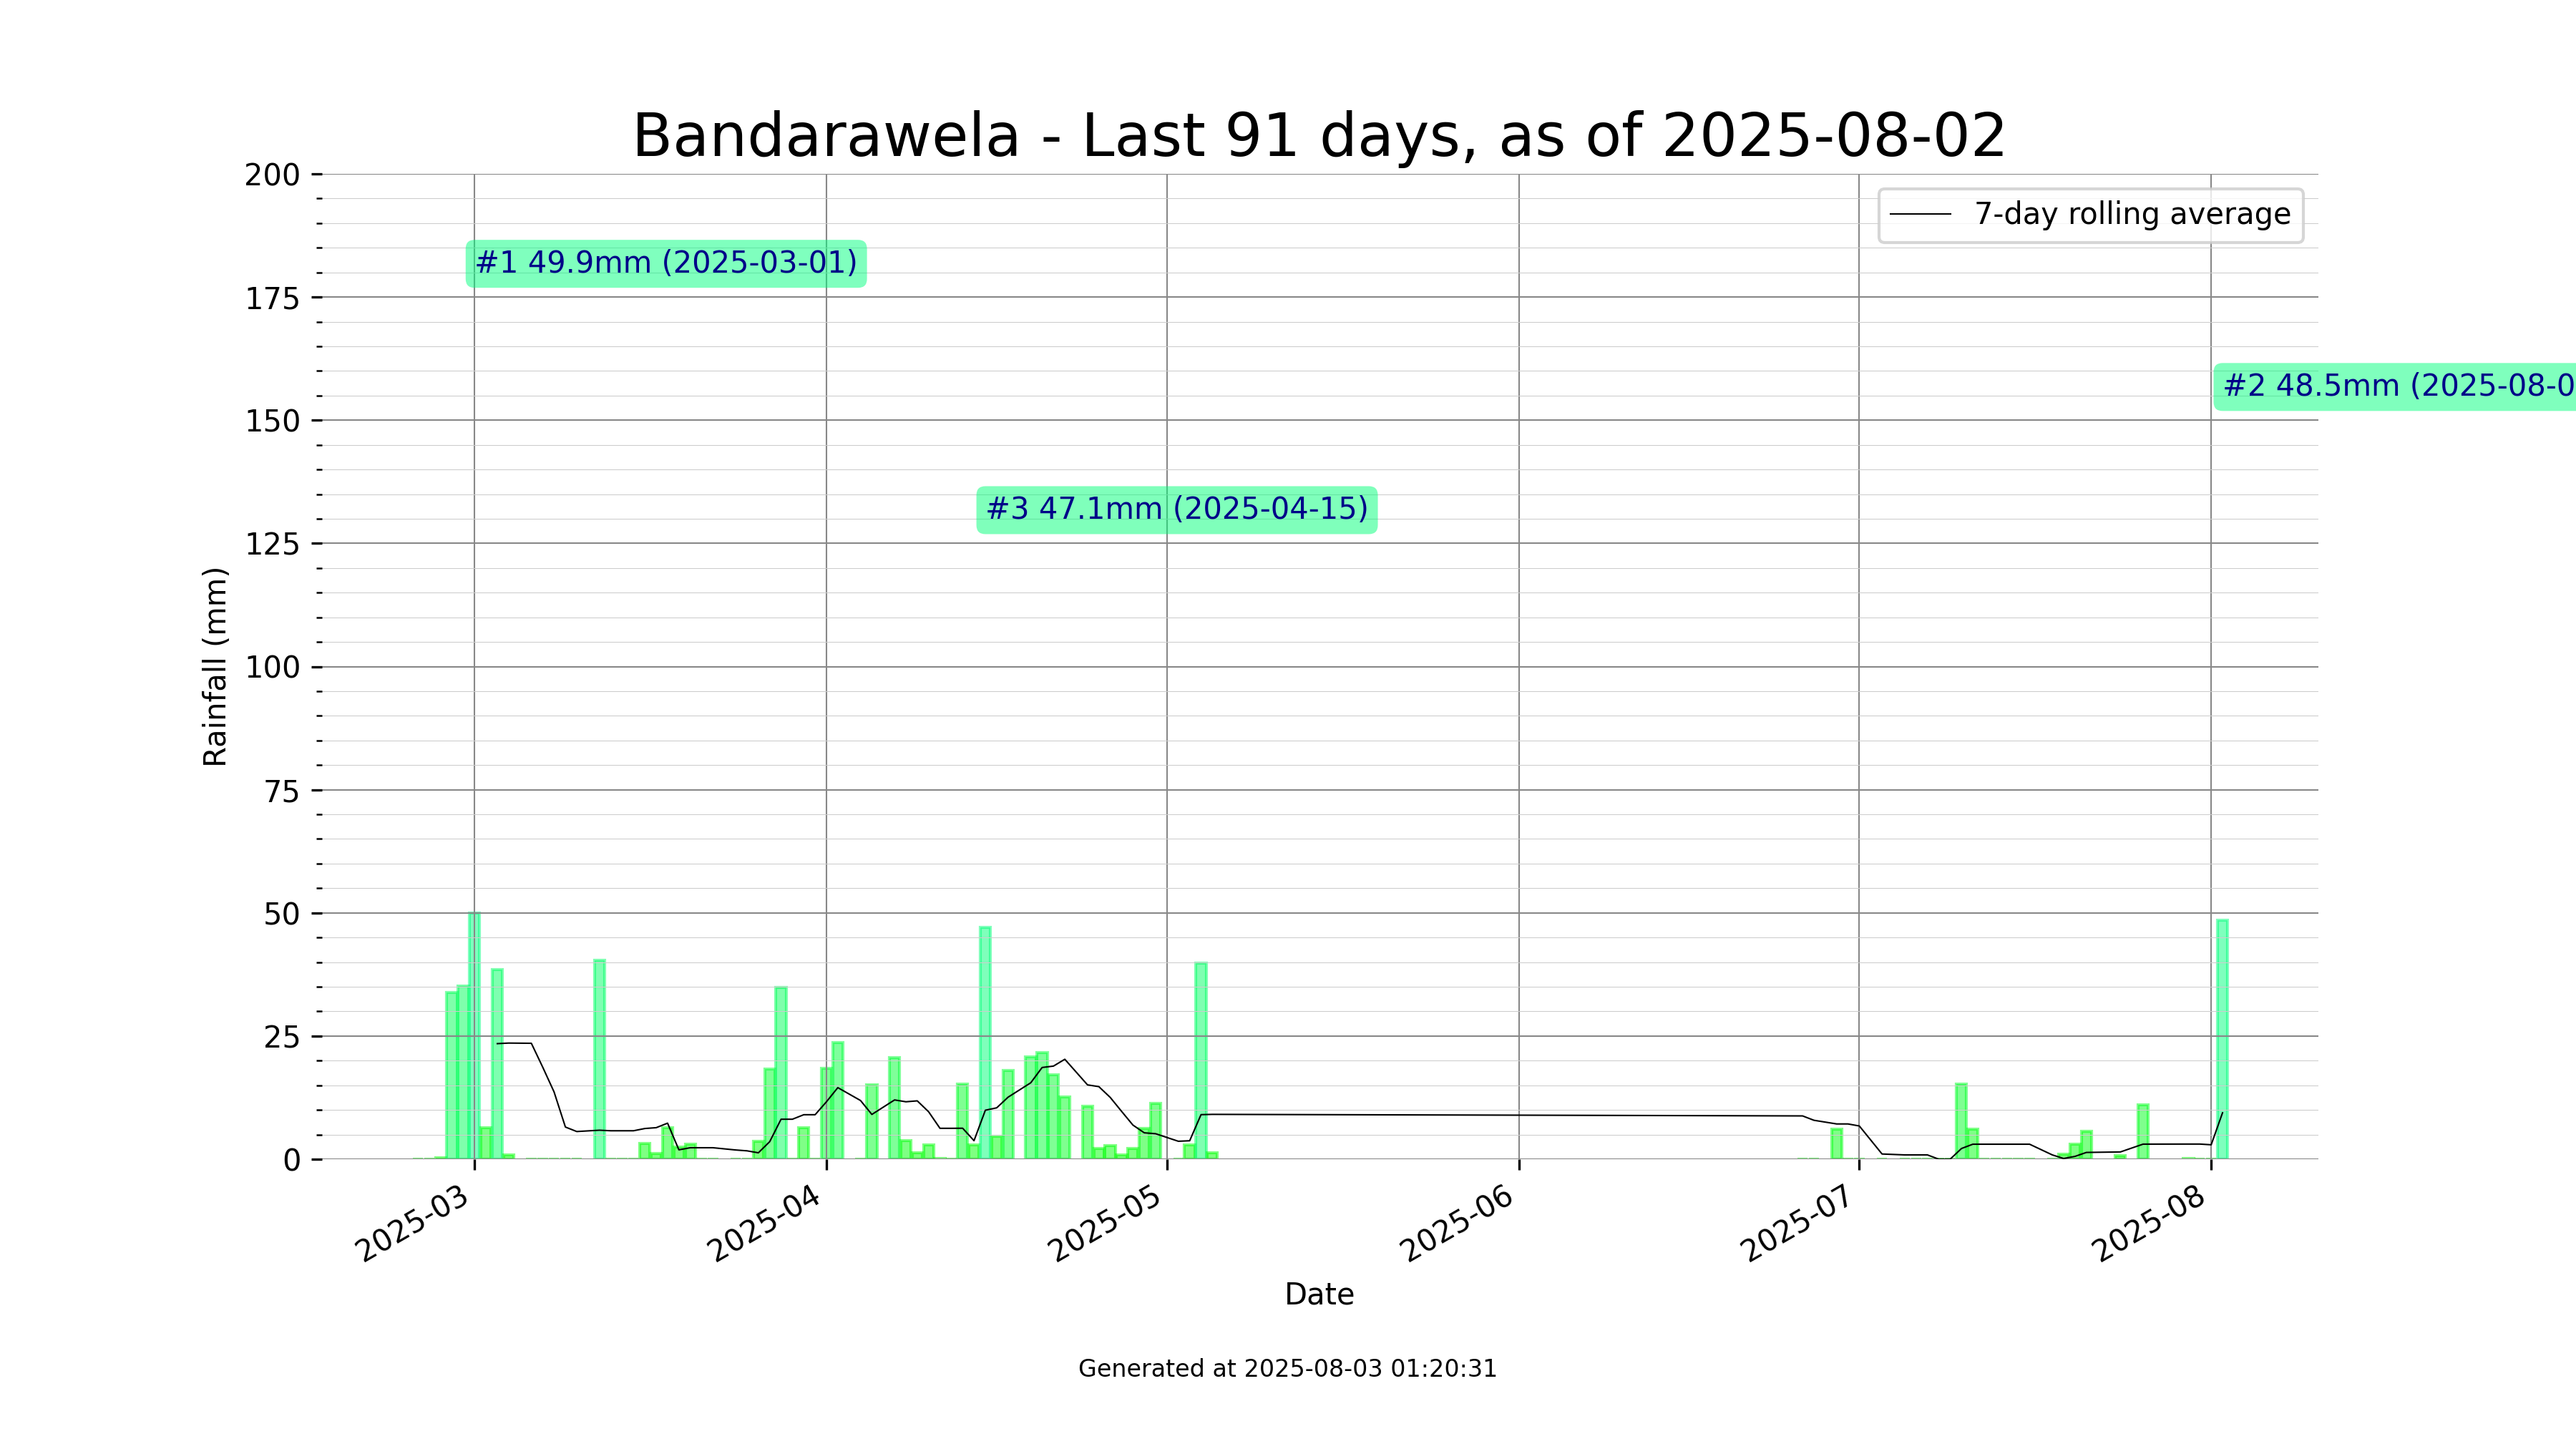 Bandarawela - Last 91 days, as of 2025-08-02
200
7-day rolling average
#1 49.9mm (2025-03-01)
175
#2 48.5mm (2025-08-0
150
#3 47.1mm (2025-04-15)
125
Rainfall (mm)
100
75
50
25
0
2025-03
2025-04
2025-05
2025-06
2025-07
2025-08
Date
Generated at 2025-08-03 01:20:31